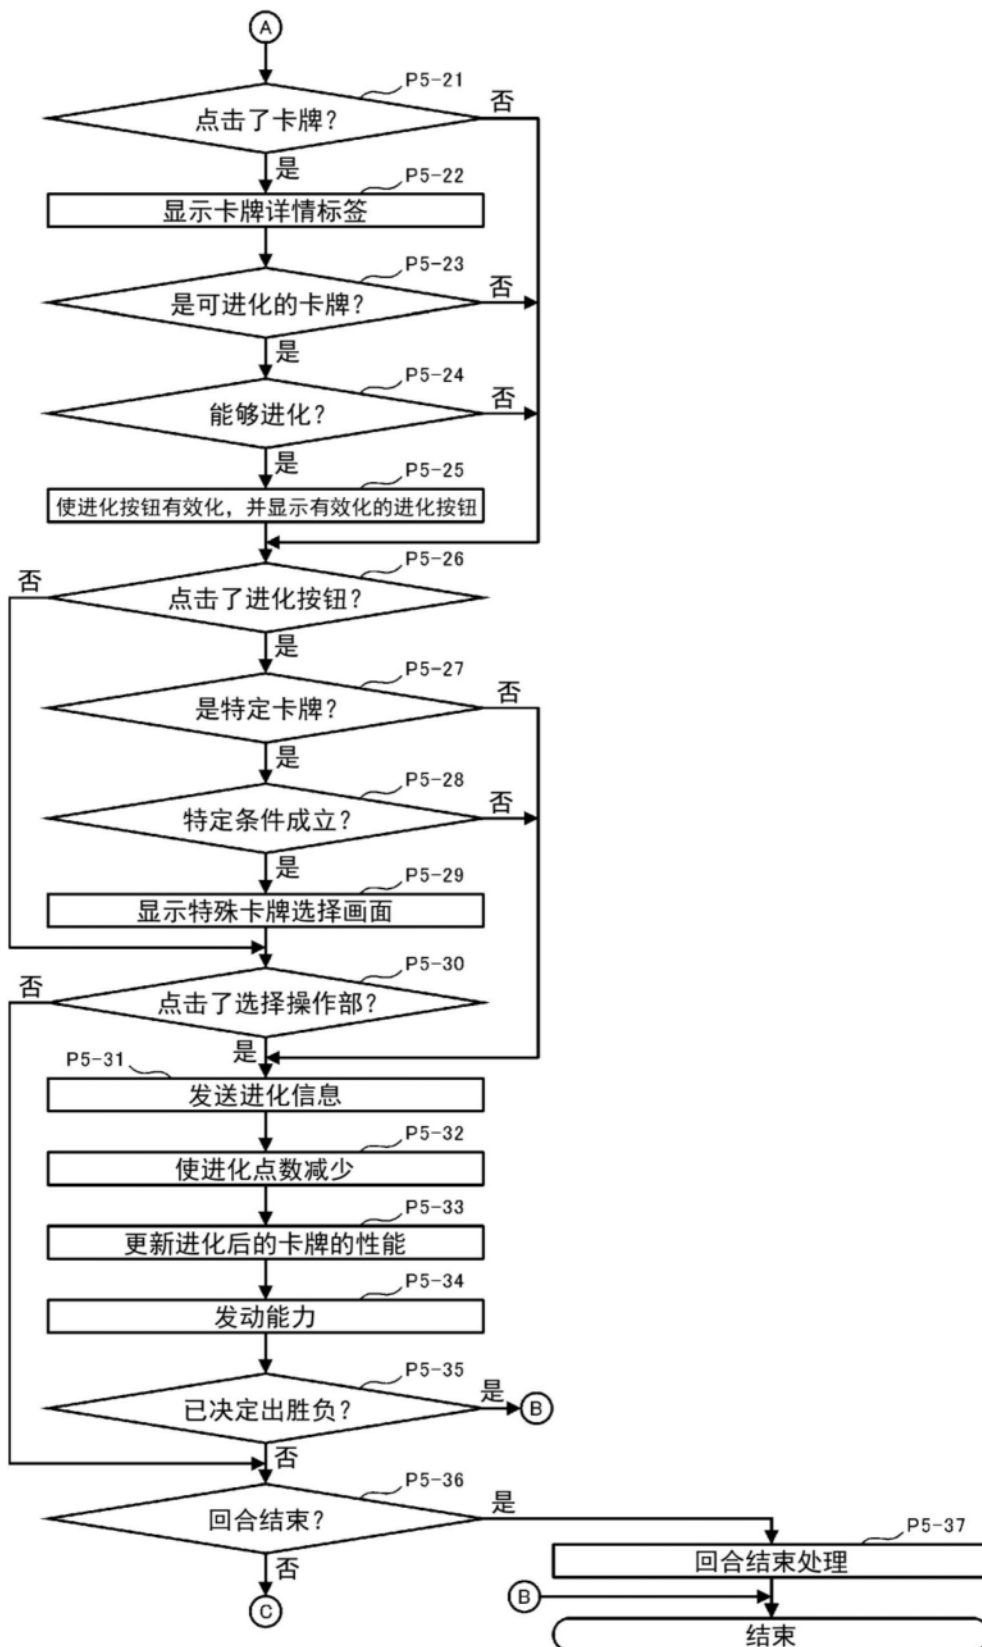 A
P5-21
点击了卡牌?
否
是
P5-22
显示卡牌详情标签
P5-23
是可进化的卡牌?
否
是
P5-24
能够进化?
否
是
P5-25
使进化按钮有效化，并显示有效化的进化按钮
P5-26
否
点击了进化按钮?
是
P5-27
是特定卡牌?
否
是
P5-28
特定条件成立?
否
是
P5-29
显示特殊卡牌选择画面
P5-30
否
点击了选择操作部?
是
P5-31
发送进化信息
P5-32
使进化点数减少
P5-33
更新进化后的卡牌的性能
P5-34
发动能力
P5-35
已决定出胜负?
是
B
否
P5-36
回合结束?
是
P5-37
回合结束处理
否
C
B
结束